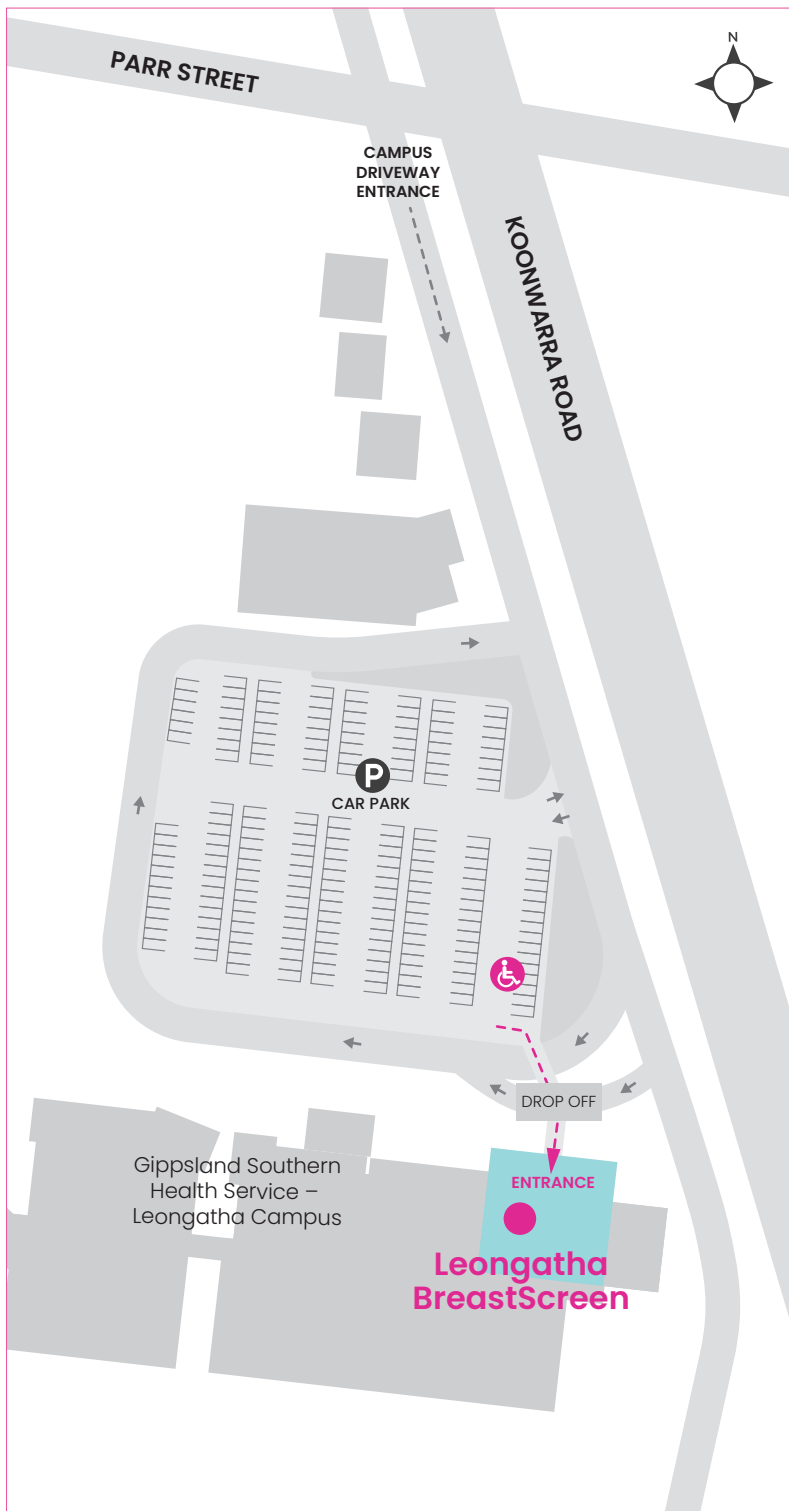 N
PARR STREET
CAMPUS
DRIVEWAY
ENTRANCE
KOONWARRA ROAD
P
CAR PARK
DROP OFF
Gippsland Southern
Health Service –
Leongatha Campus
ENTRANCE
Leongatha
BreastScreen